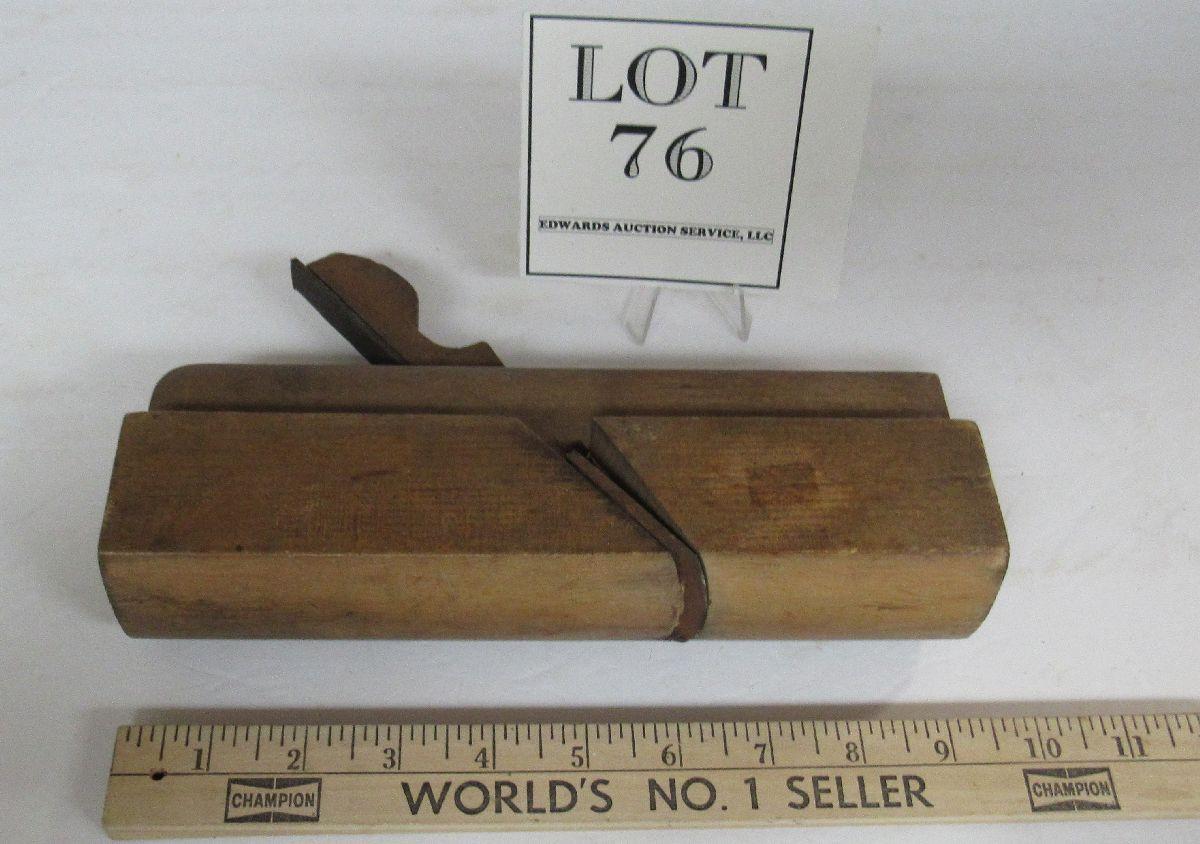 LOT
76
EDWARDS AUCTION SERVICE, LLC
1 2 3 4 5 6 7 8 9 10 11
CHAMPION WORLD'S NO. 1 SELLER CHAMPION